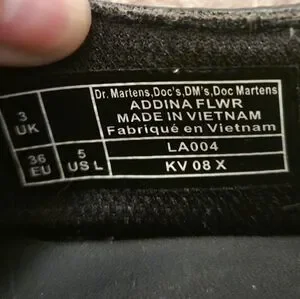 3
UK
36
EU
5
US L
Dr. Martens,Doc's,DM's,Doc Martens
ADDINA FLWR
MADE IN VIETNAM
Fabriqué en Vietnam
LA004
KV 08 X